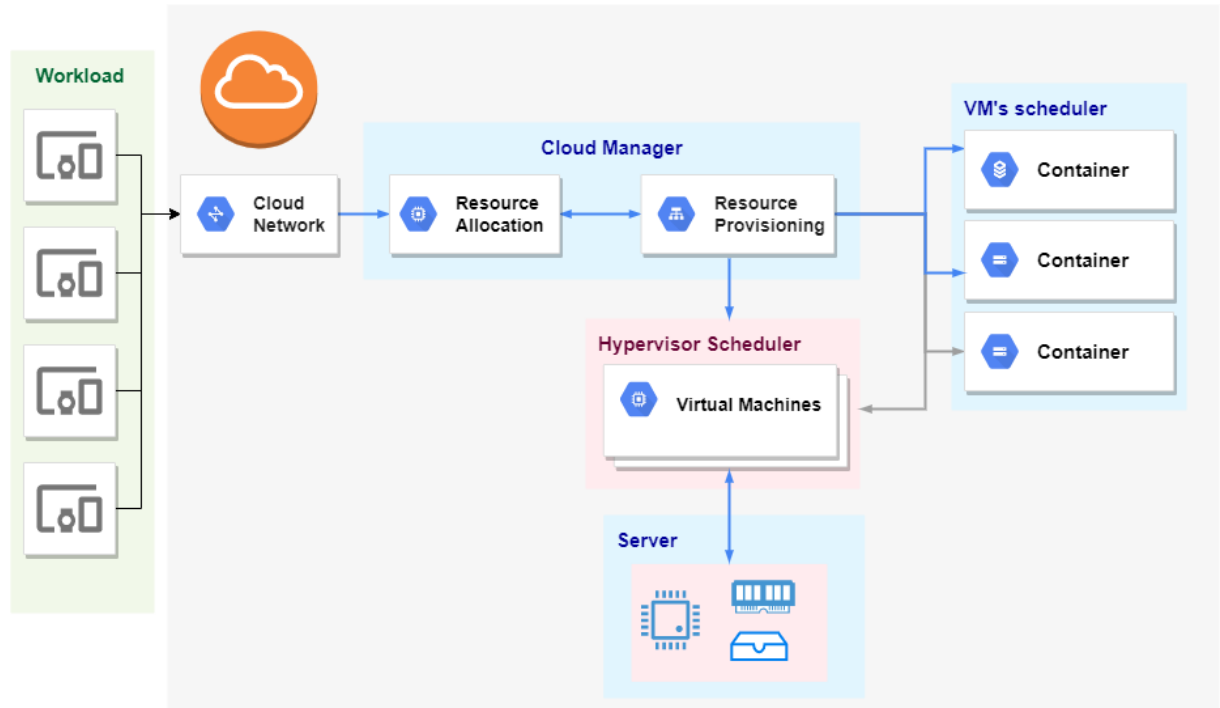 Workload
Cloud
Network
Cloud Manager
Resource
Allocation
Resource
Provisioning
VM's scheduler
Container
Container
Container
Hypervisor Scheduler
Virtual Machines
Server